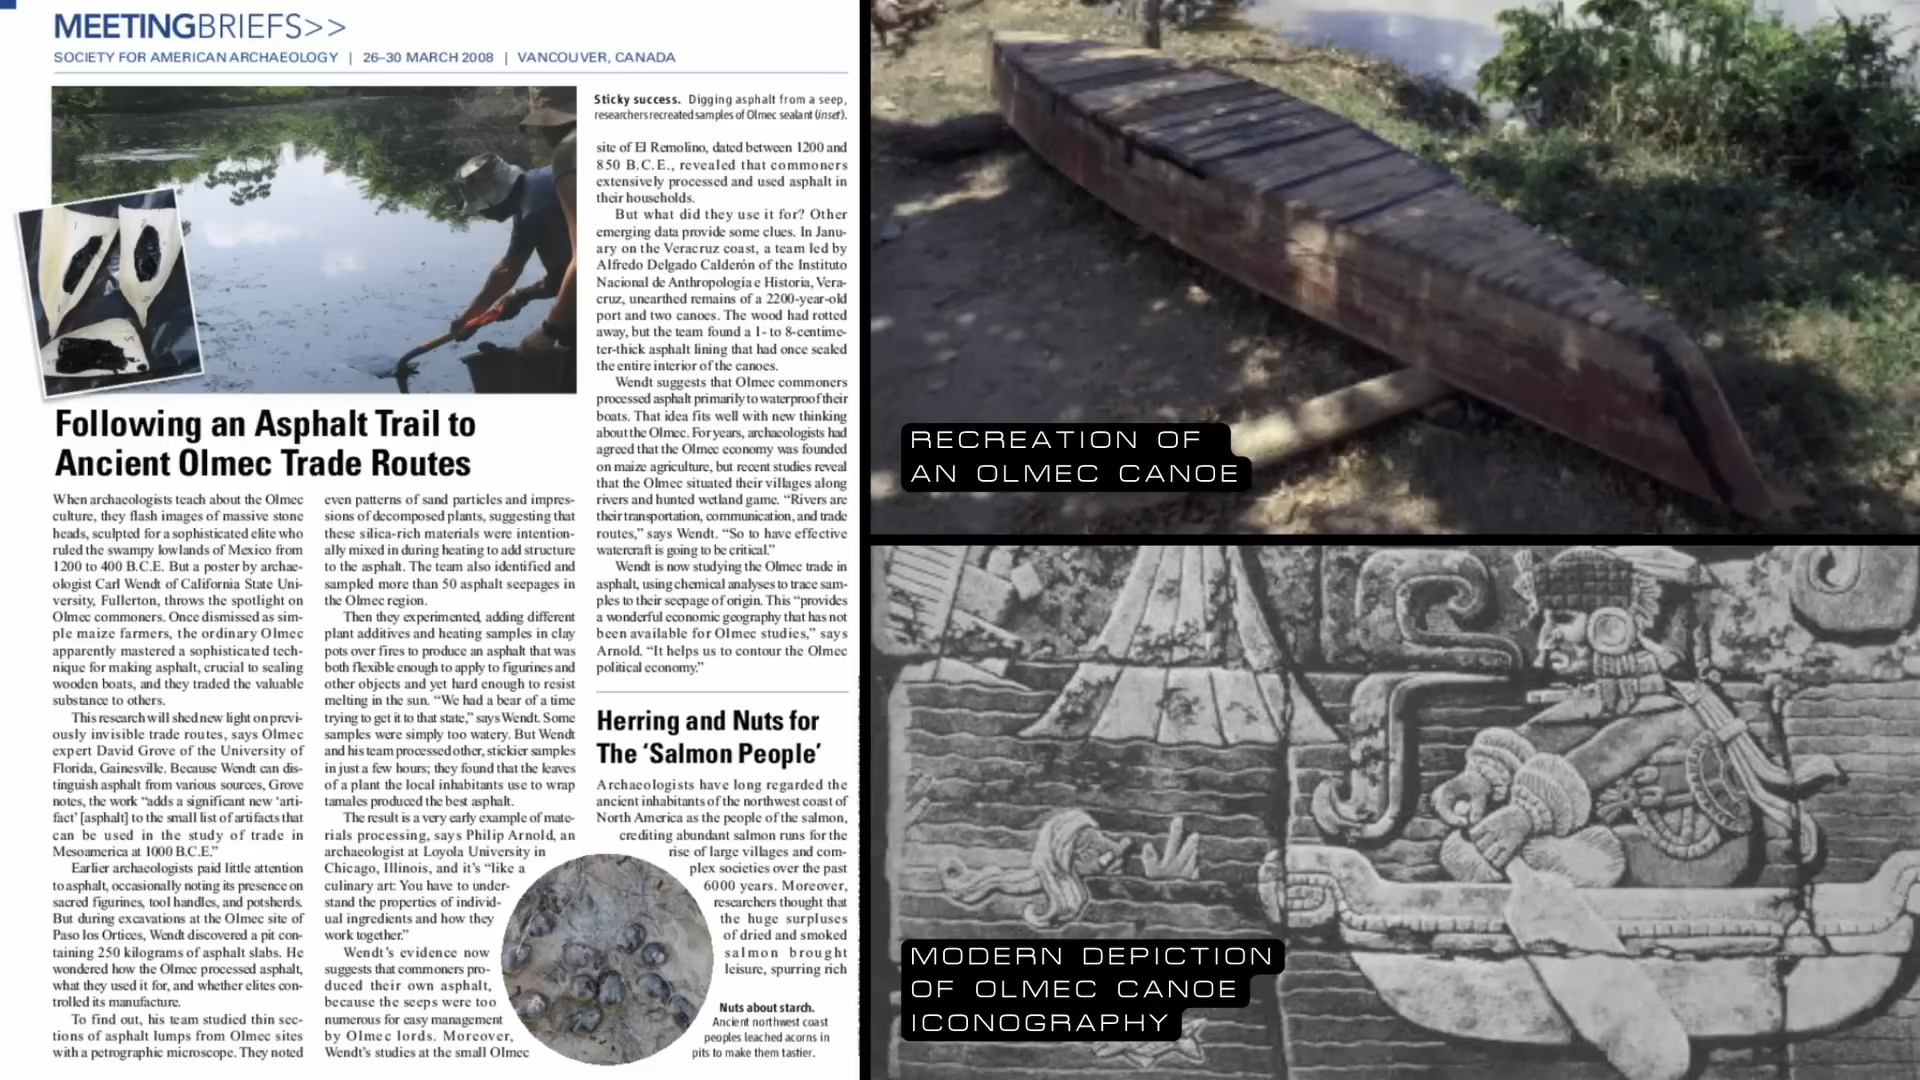 MEETINGBRIEFS>>
SOCIETY FOR AMERICAN ARCHAEOLOGY | 26–30 MARCH 2008 | VANCOUVER, CANADA
Sticky success. Digging asphalt from a seep,
researchers recreated samples of Olmec sealant (inset).
Following an Asphalt Trail to
Ancient Olmec Trade Routes
When archaeologists teach about the Olmec
culture, they flash images of massive stone
heads, sculpted for a sophisticated elite who
ruled the swampy lowlands of Mexico from
1200 to 400 B.C.E. But a poster by archae-
ologist Carl Wendt of California State Uni-
versity, Fullerton, throws the spotlight on
Olmec commoners. Once dismissed as sim-
ple maize farmers, the ordinary Olmec
apparently mastered a sophisticated tech-
nique for making asphalt, crucial to sealing
wooden boats, and they traded the valuable
substance to others.
This research will shed new light on previ-
ously invisible trade routes, says Olmec
expert David Grove of the University of
Florida, Gainesville. Because Wendt can dis-
tinguish asphalt from various sources, Grove
notes, the work “adds a significant new ‘arti-
fact’ [asphalt] to the small list of artifacts that
can be used in the study of trade in
Mesoamerica at 1000 B.C.E.”
Earlier archaeologists paid little attention
to asphalt, occasionally noting its presence on
sacred figurines, tool handles, and potsherds.
But during excavations at the Olmec site of
Paso los Ortices, Wendt discovered a pit con-
taining 250 kilograms of asphalt slabs. He
wondered how the Olmec processed asphalt,
what they used it for, and whether elites con-
trolled its manufacture.
To find out, his team studied thin sec-
tions of asphalt lumps from Olmec sites
with a petrographic microscope. They noted
even patterns of sand particles and impres-
sions of decomposed plants, suggesting that
these silica-rich materials were intention-
ally mixed in during heating to add structure
to the asphalt. The team also identified and
sampled more than 50 asphalt seepages in
the Olmec region.
Then they experimented, adding different
plant additives and heating samples in clay
pots over fires to produce an asphalt that was
both flexible enough to apply to figurines and
other objects and yet hard enough to resist
melting in the sun. “We had a bear of a time
trying to get it to that state,” says Wendt. Some
samples were simply too watery. But Wendt
and his team processed other, stickier samples
in just a few hours; they found that the leaves
of a plant the local inhabitants use to wrap
tamales produced the best asphalt.
The result is a very early example of mate-
rials processing, says Philip Arnold, an
archaeologist at Loyola University in
Chicago, Illinois, and it’s “like a
culinary art: You have to under-
stand the properties of individ-
ual ingredients and how they
work together.”
Wendt’s evidence now
suggests that commoners pro-
duced their own asphalt,
because the seeps were too
numerous for easy management
by Olmec lords. Moreover,
Wendt’s studies at the small Olmec
site of El Remolino, dated between 1200 and
850 B.C.E., revealed that commoners
extensively processed and used asphalt in
their households.
But what did they use it for? Other
emerging data provide some clues. In Janu-
ary on the Veracruz coast, a team led by
Alfredo Delgado Calderón of the Instituto
Nacional de Anthropologia e Historia, Vera-
cruz, unearthed remains of a 2200-year-old
port and two canoes. The wood had rotted
away, but the team found a 1- to 8-centime-
ter-thick asphalt lining that had once sealed
the entire interior of the canoes.
Wendt suggests that Olmec commoners
processed asphalt primarily to waterproof their
boats. That idea fits well with new thinking
about the Olmec. For years, archaeologists had
agreed that the Olmec economy was founded
on maize agriculture, but recent studies reveal
that the Olmec situated their villages along
rivers and hunted wetland game. “Rivers are
their transportation, communication, and trade
routes,” says Wendt. “So to have effective
watercraft is going to be critical.”
Wendt is now studying the Olmec trade in
asphalt, using chemical analyses to trace sam-
ples to their seepage of origin. This “provides
a wonderful economic geography that has not
been available for Olmec studies,” says
Arnold. “It helps us to contour the Olmec
political economy.”
Herring and Nuts for
The ‘Salmon People’
Archaeologists have long regarded the
ancient inhabitants of the northwest coast of
North America as the people of the salmon,
crediting abundant salmon runs for the
rise of large villages and com-
plex societies over the past
6000 years. Moreover,
researchers thought that
the huge surpluses
of dried and smoked
salmon brought
leisure, spurring rich
Nuts about starch.
Ancient northwest coast
peoples leached acorns in
pits to make them tastier.
RECREATION OF
AN OLMEC CANOE
MODERN DEPICTION
OF OLMEC CANOE
ICONOGRAPHY